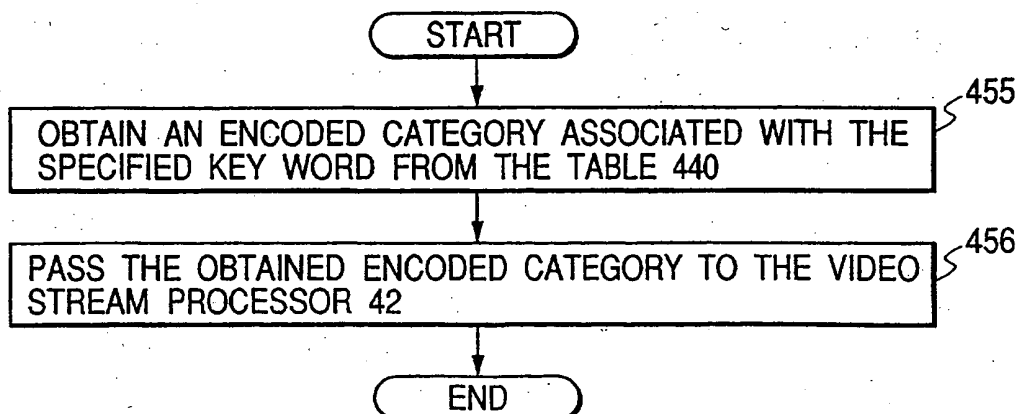 START
455
OBTAIN AN ENCODED CATEGORY ASSOCIATED WITH THE
SPECIFIED KEY WORD FROM THE TABLE 440
456
PASS THE OBTAINED ENCODED CATEGORY TO THE VIDEO
STREAM PROCESSOR 42
END